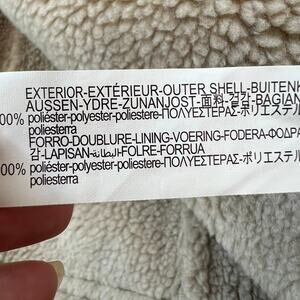 EXTERIOR-EXTÉRIEUR-OUTER SHELL-BUITENK
AUSSEN-YDRE-ZUNANJOST-面料-겉감-BAGIAN
00% poliéster-polyester-poliestere-ΠΟΛΥΕΣΤΕΡΑΣ-ポリエステル
poliesterra
FORRO-DOUBLURE-LINING-VOERING-FODERA-ΦΟΔΡ
감-LAPISAN-البطانة-FOLRE-FORRUA
00% poliéster-polyester-poliestere-ΠΟΛΥΕΣΤΕΡΑΣ-ポリエステル
poliesterra